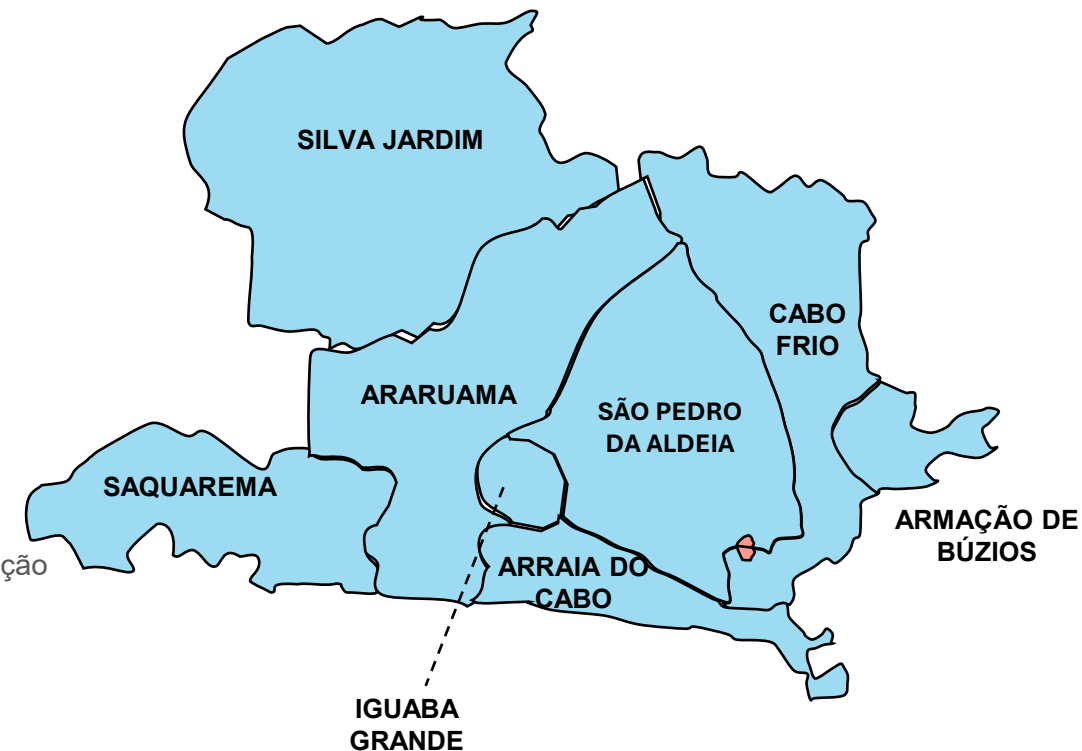 SILVA JARDIM
CABO
FRIO
ARARUAMA
SÃO PEDRO
DA ALDEIA
SAQUAREMA
ARMAÇÃO DE
BÚZIOS
ção
ARRAIA DO
CABO
IGUABA
GRANDE